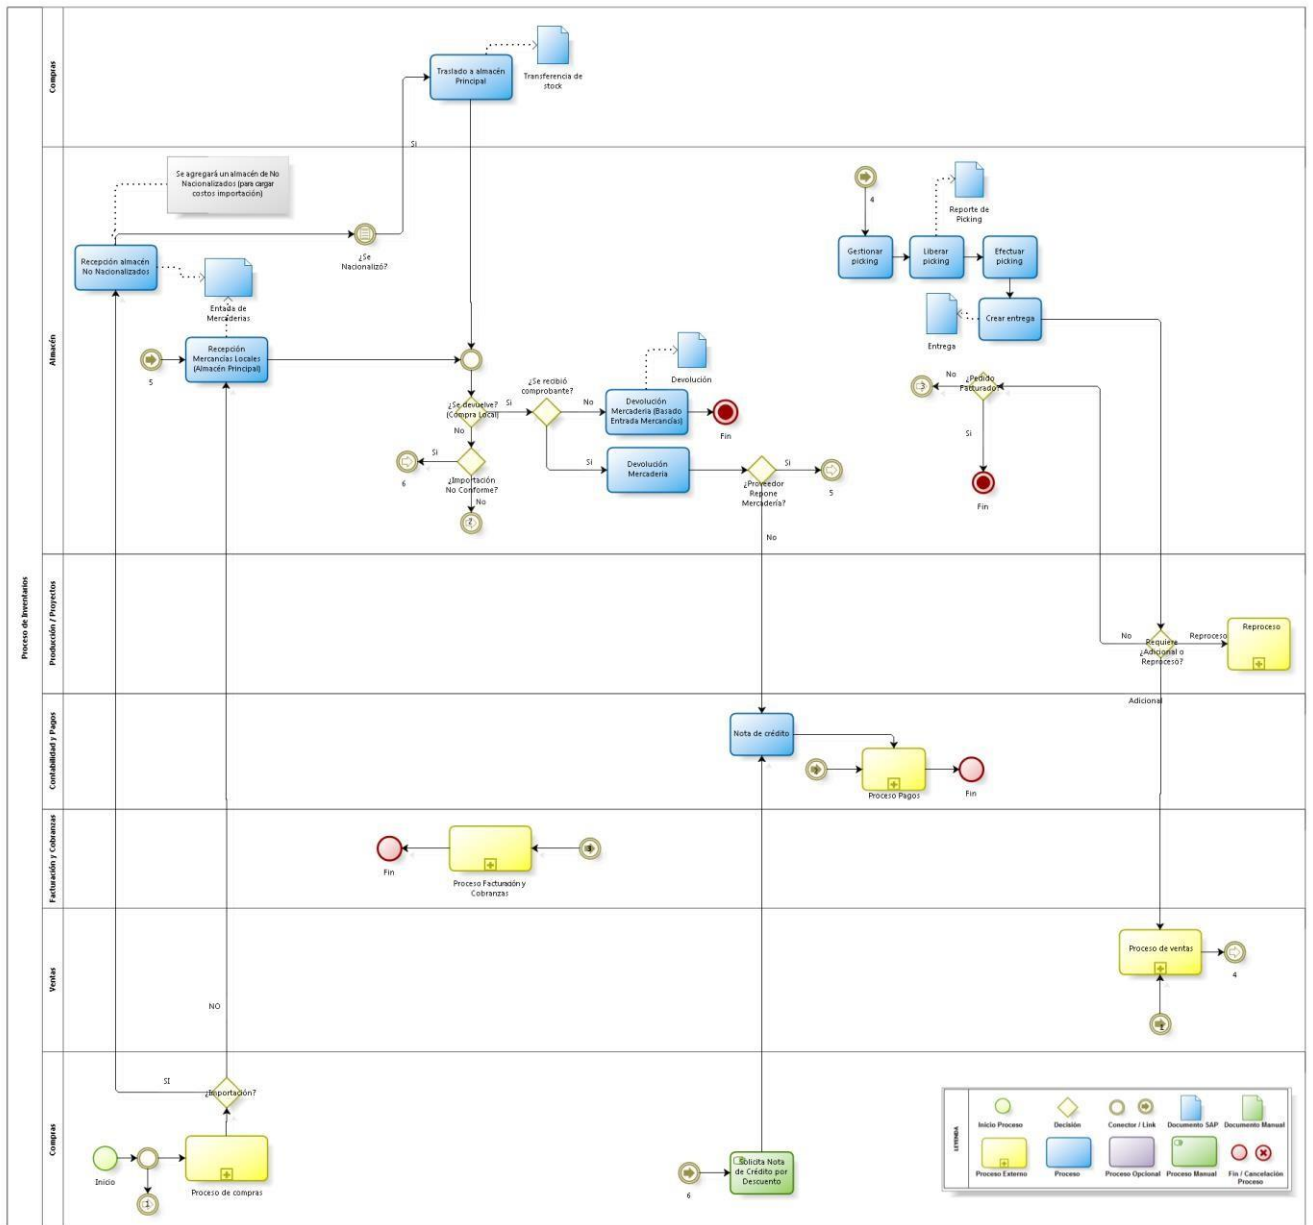 Proceso de Inventarios
Compras
Traslado a almacén
Principal
Transferencia de
stock
Si
Almacén
Se agregará un almacén de No
Nacionalizados (para cargar
costos importación)
Recepción almacén
No Nacionalizados
¿Se
Nacionalizó?
Entada de
Mercaderias
Recepción
Mercancías Locales
(Almacén Principal)
5
¿Se devuelve?
(Compra Local)
Si
No
¿Se recibió
comprobante?
No
Si
Devolución
Mercaderia (Basado
Entrada Mercancías)
Devolución
Fin
Devolución
Mercaderia
¿Proveedor
Repone
Mercadería?
Si
5
No
Si
6
¿Importación
No Conforme?
No
2
4
Reporte de
Picking
Gestionar
picking
Liberar
picking
Efectuar
picking
Crear entrega
Entrega
¿Pedido
Facturado?
No
3
Si
Fin
Producción / Proyectos
No
Requiere
¿Adicional o
Reproceso?
Reproceso
Reproceso
Adicional
Contabilidad y Pagos
Nota de crédito
Proceso Pagos
Fin
Facturación y Cobranzas
Fin
Proceso Facturación y
Cobranzas
Ventas
NO
Proceso de ventas
4
Compras
SI
¿Importación?
Inicio
1
Proceso de compras
6
Solicita Nota
de Crédito por
Descuento
LEYENDA
Inicio Proceso
Decisión
Conector / Link
Documento SAP
Documento Manual
Proceso Externo
Proceso
Proceso Opcional
Proceso Manual
Fin / Cancelación
Proceso